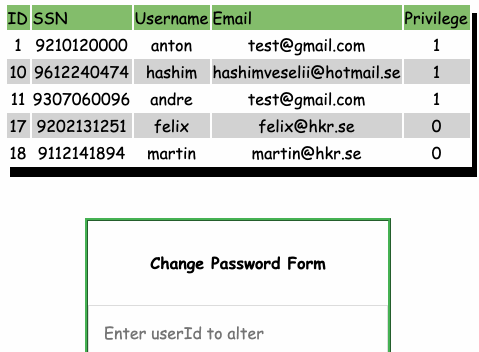 ID SSN Username Email Privilege
1 9210120000 anton test@gmail.com 1
10 9612240474 hashim hashimveselii@hotmail.se 1
11 9307060096 andre test@gmail.com 1
17 9202131251 felix felix@hkr.se 0
18 9112141894 martin martin@hkr.se 0
Change Password Form
Enter userId to alter